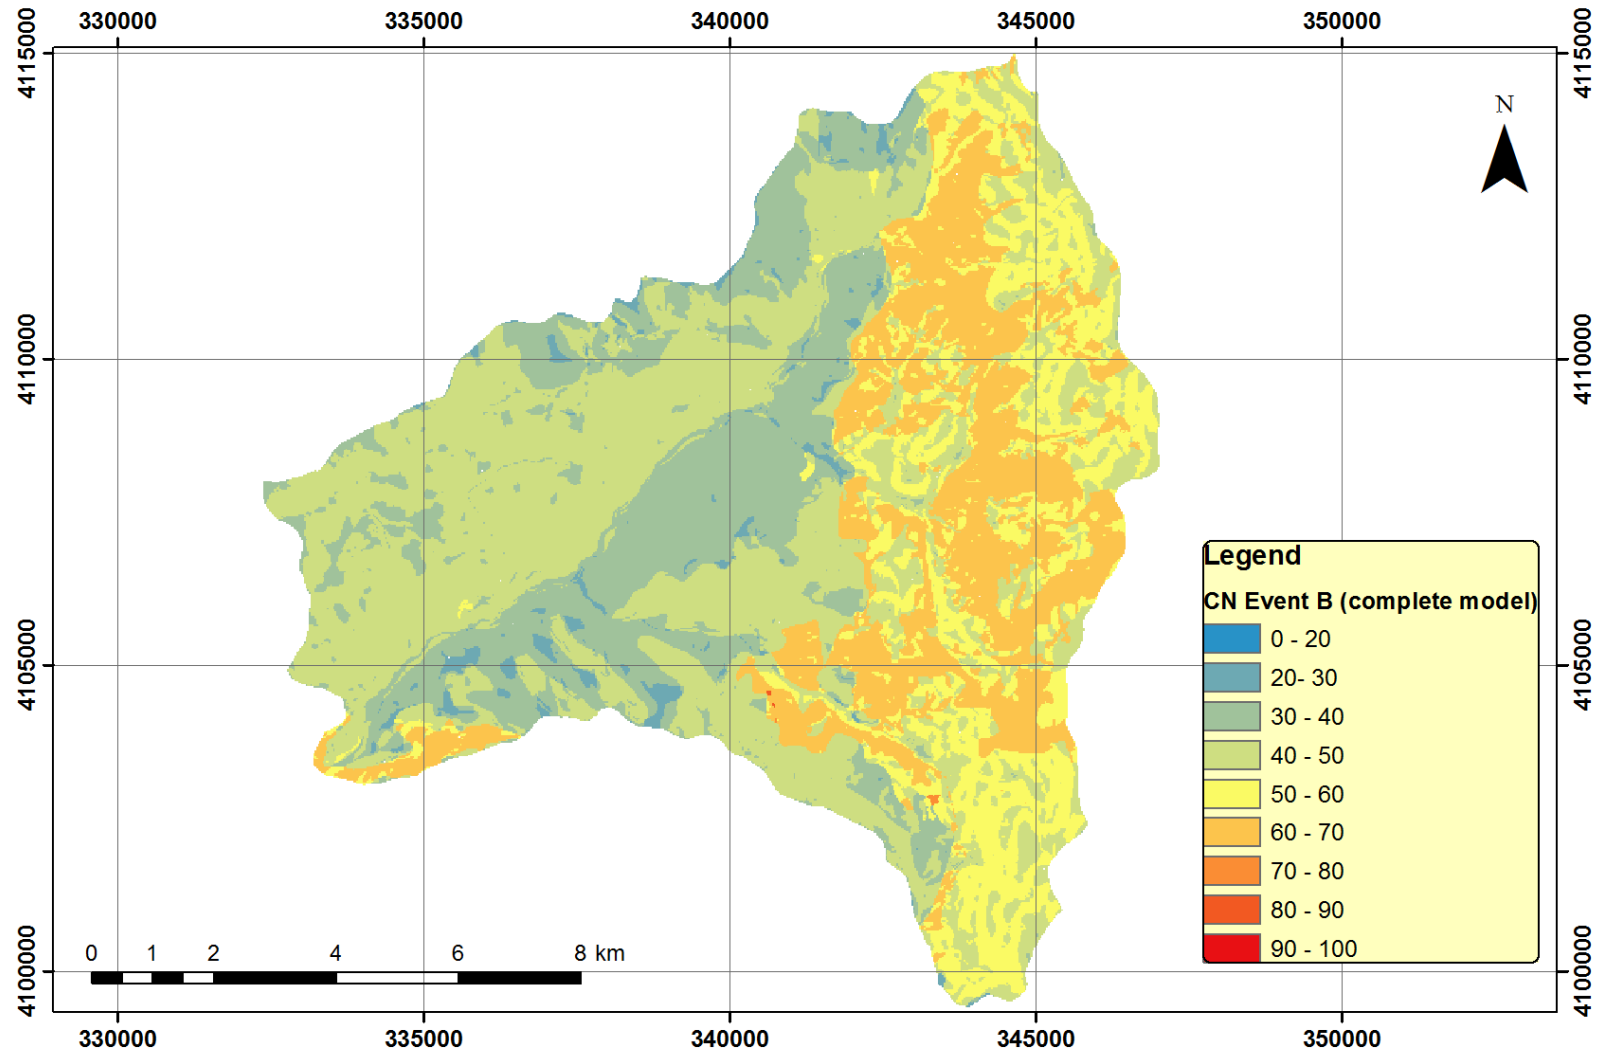 330000 335000 340000 345000 350000
4115000 4115000
N
4110000 4110000
Legend
CN Event B (complete model)
0 - 20
20- 30
30 - 40
40 - 50
50 - 60
60 - 70
70 - 80
80 - 90
90 - 100
4105000 4105000
0 1 2 4 6 8 km
4100000 4100000
330000 335000 340000 345000 350000